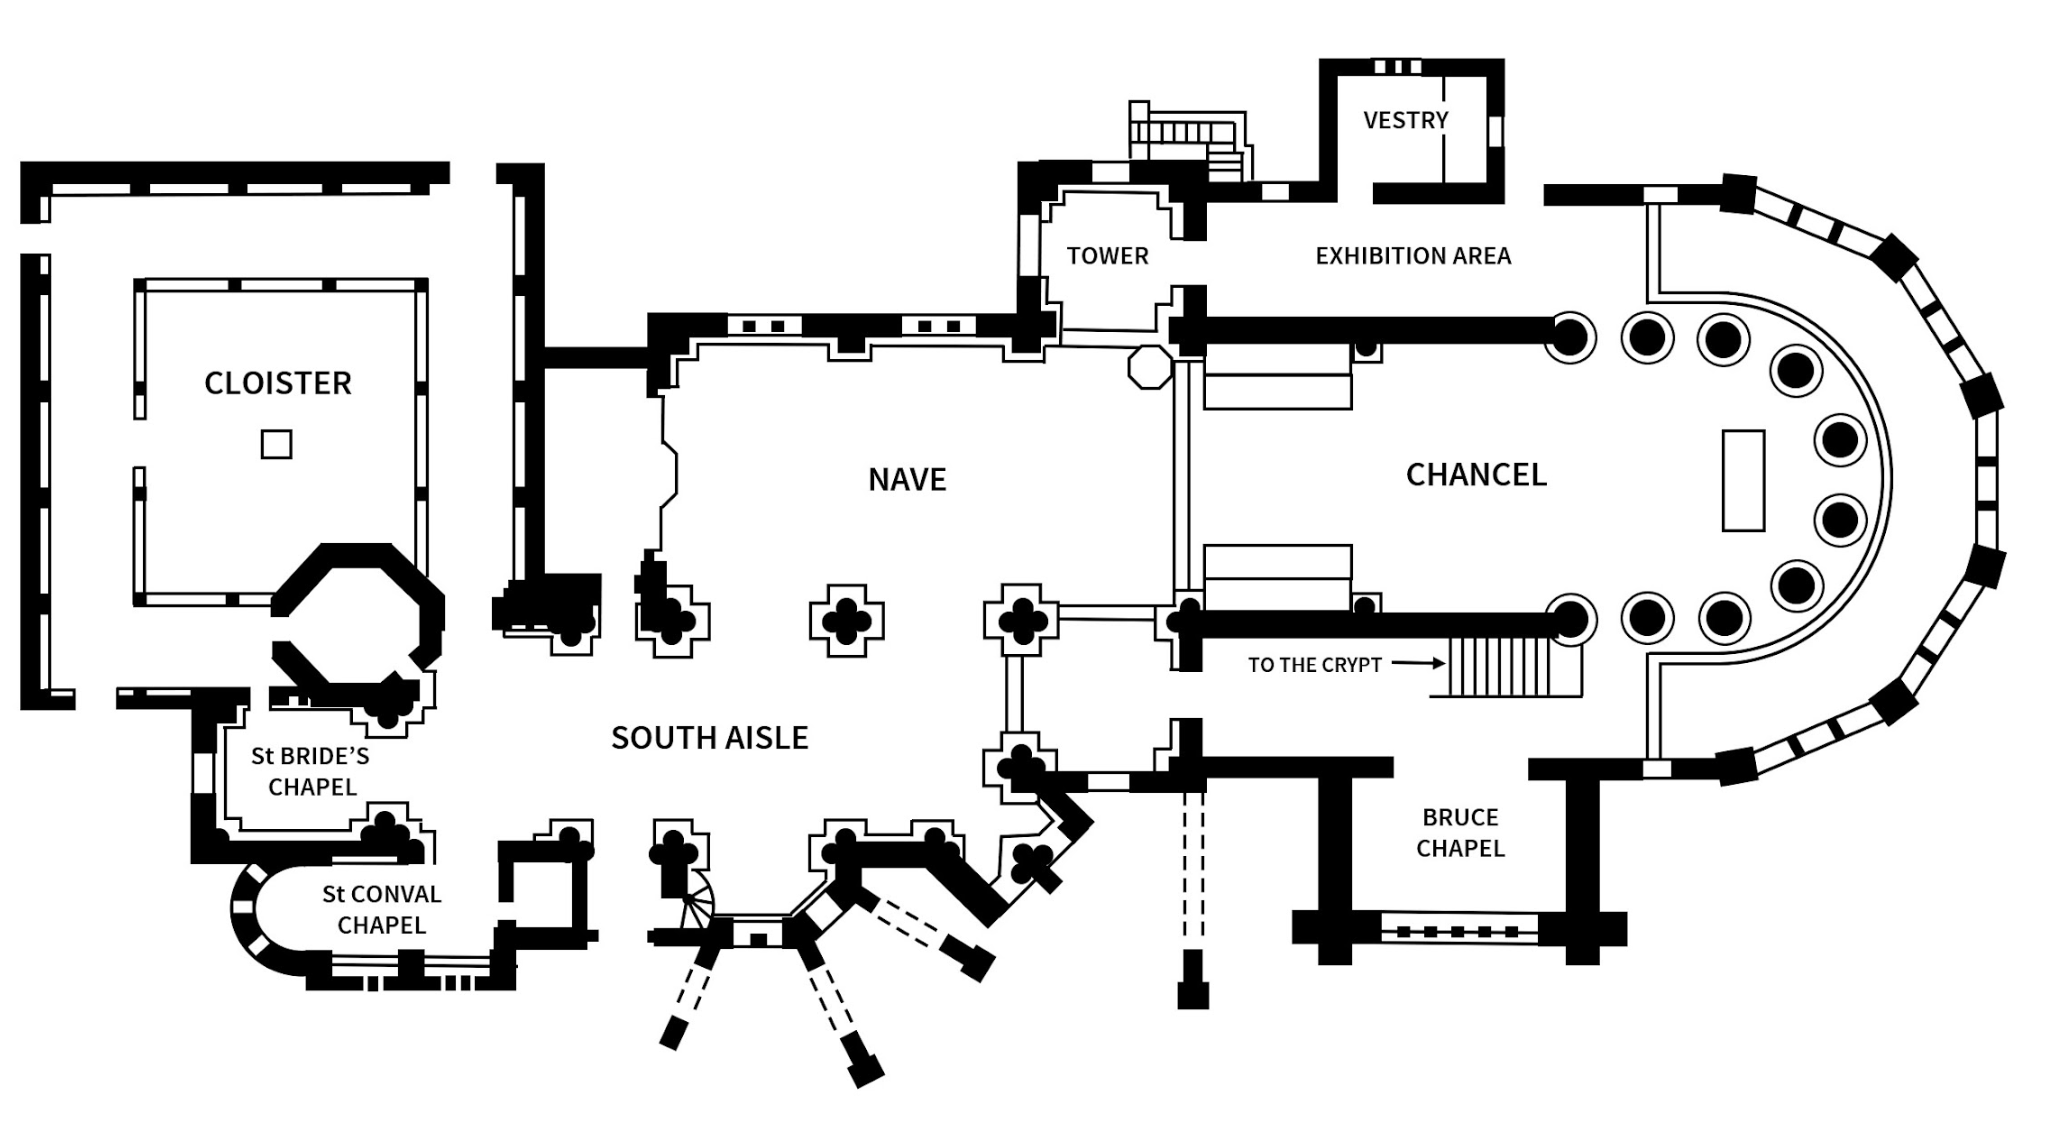 VESTRY
TOWER
EXHIBITION AREA
CLOISTER
NAVE
CHANCEL
TO THE CRYPT
SOUTH AISLE
St BRIDE'S
CHAPEL
BRUCE
CHAPEL
St CONVAL
CHAPEL